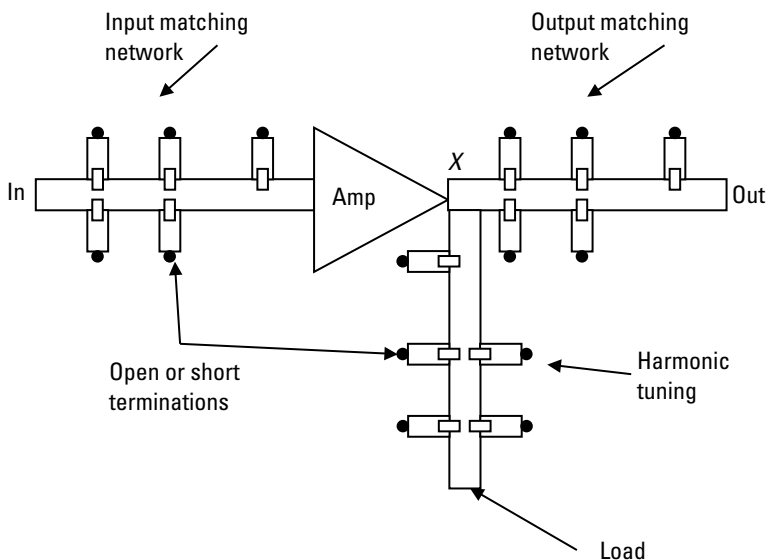 Input matching
network
Output matching
network
In
Amp
X
Out
Open or short
terminations
Harmonic
tuning
Load